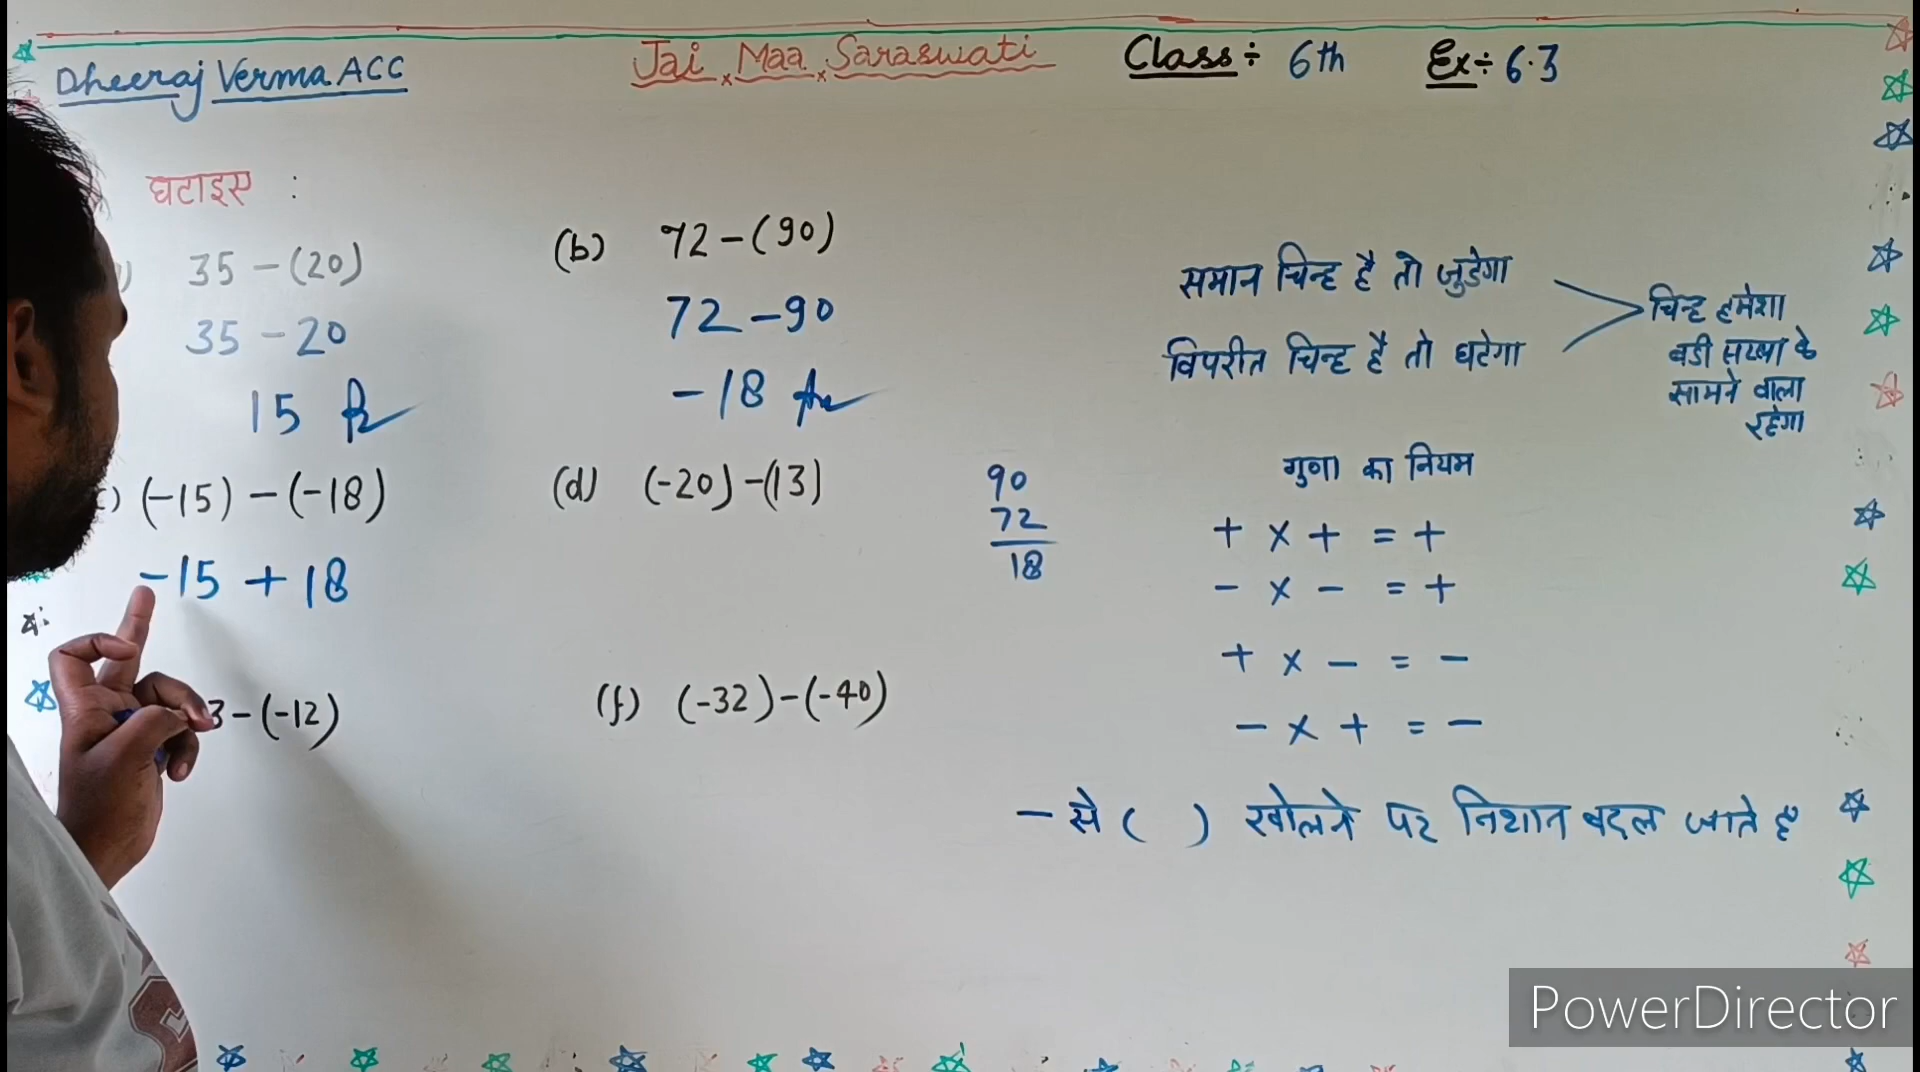 Dheeraj Verma ACC
Jai Maa Saraswati
Class ÷ 6th
Ex ÷ 6.3
घटाइए :
35 - (20)
35 - 20
15
(b) 72 - (90)
72 - 90
- 18 Ans
(-15) - (-18)
-15 + 18
(d) (-20) - (13)
3 - (-12)
(f) (-32) - (-40)
90
72
18
समान चिन्ह है तो जुडेगा
विपरीत चिन्ह है तो घटेगा
चिन्ह हमेशा
बडी सख्या के
सामने वाला
रहेगा
गुणा का नियम
+ × + = +
- × - = +
+ × - = -
- × + = -
- से ( ) खोलने पर निशान बदल जाते है
PowerDirector